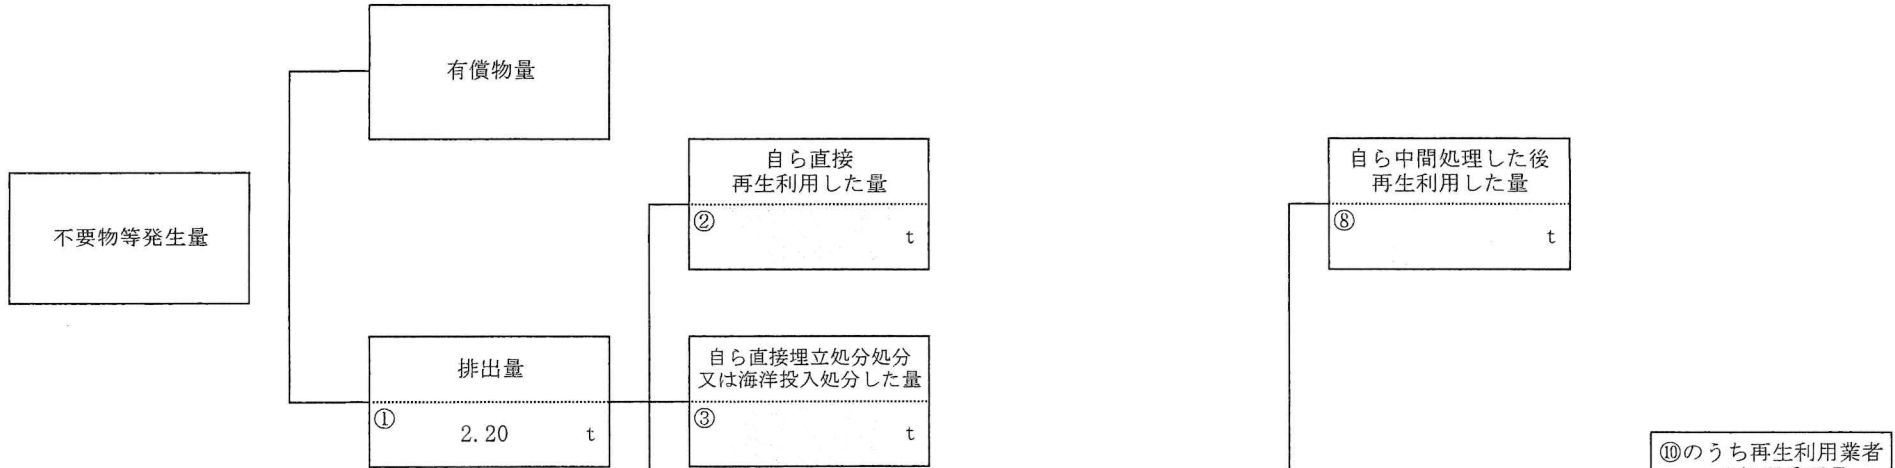 有償物量
自ら直接
再生利用した量
②
t
自ら中間処理した後
再生利用した量
⑧
t
不要物等発生量
排出量
①
2.20 t
自ら直接埋立処分処分
又は海洋投入処分した量
③
t
⑩のうち再生利用業者